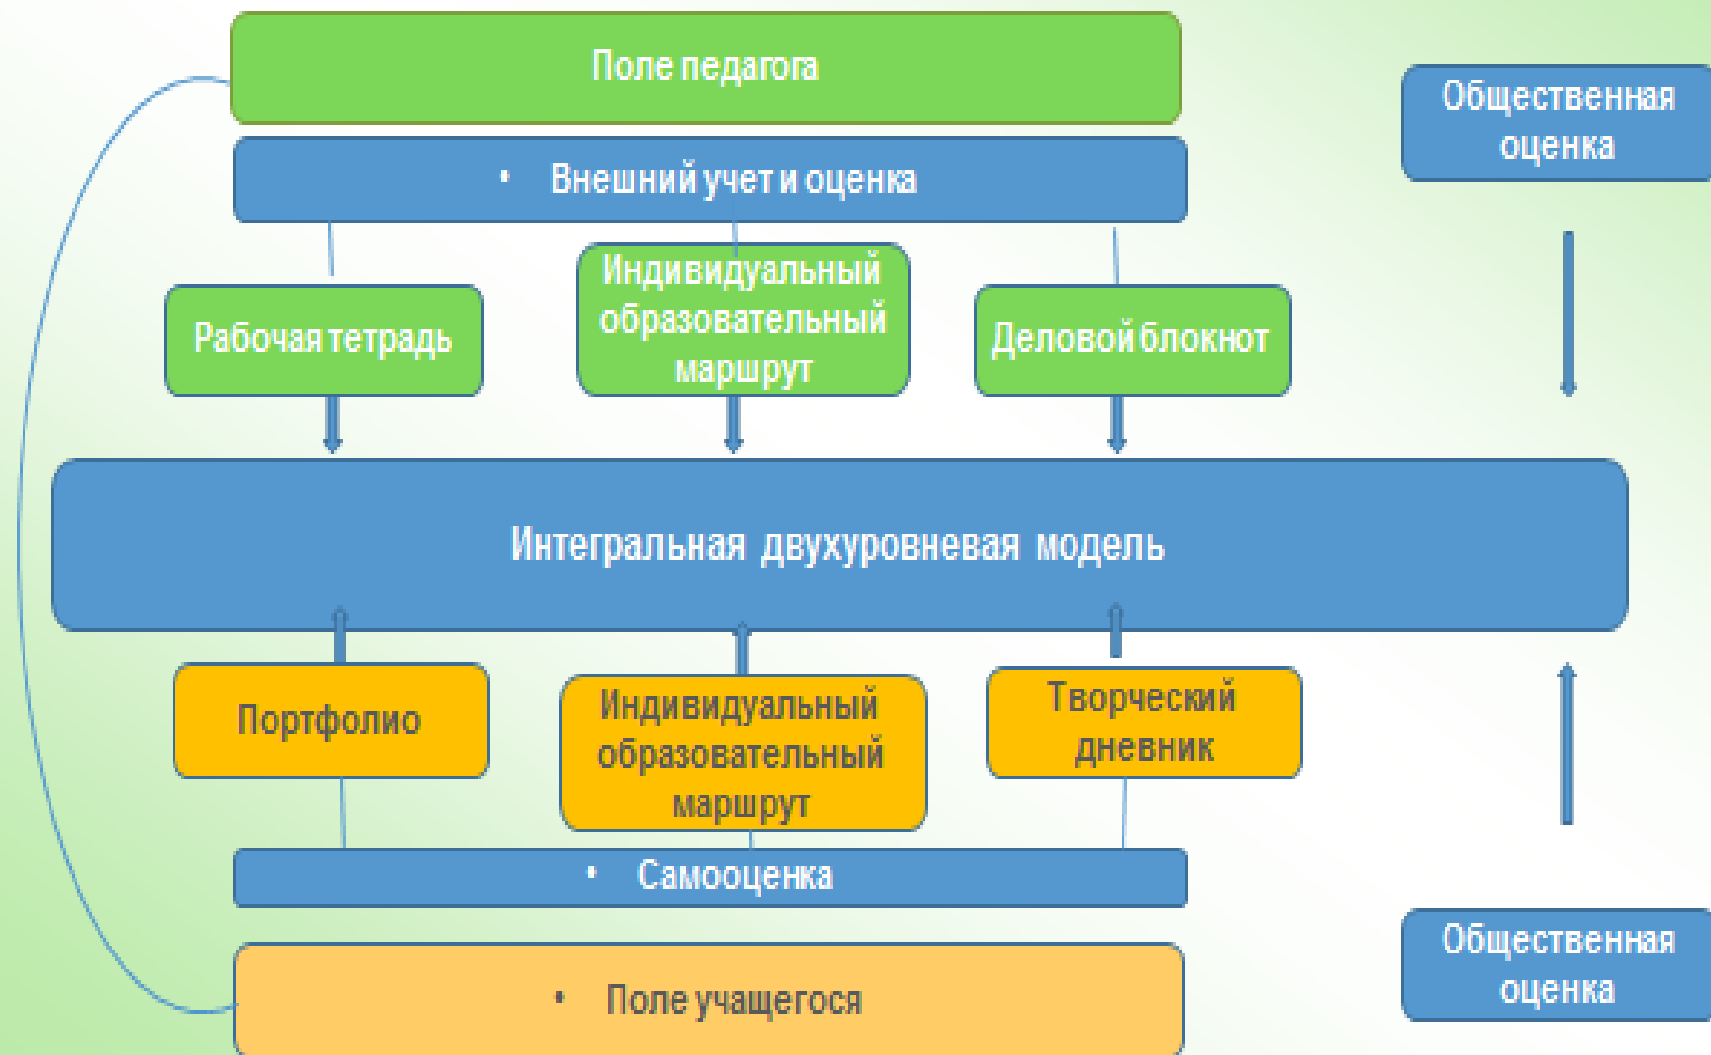 Поле педагога
Общественная
оценка
• Внешний учет и оценка
Рабочая тетрадь
Индивидуальный
образовательный
маршрут
Деловой блокнот
Интегральная двухуровневая модель
Портфолио
Индивидуальный
образовательный
маршрут
Творческий
дневник
• Самооценка
Общественная
оценка
• Поле учащегося